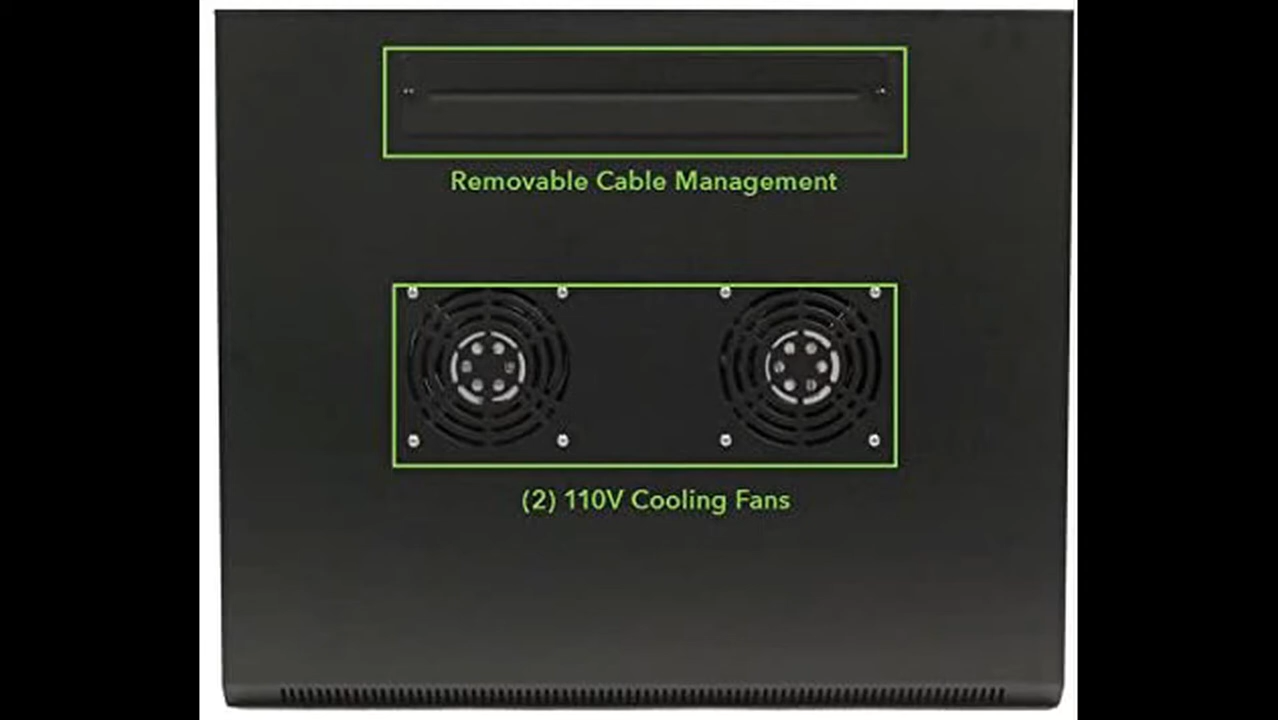 Removable Cable Management
(2) 110V Cooling Fans